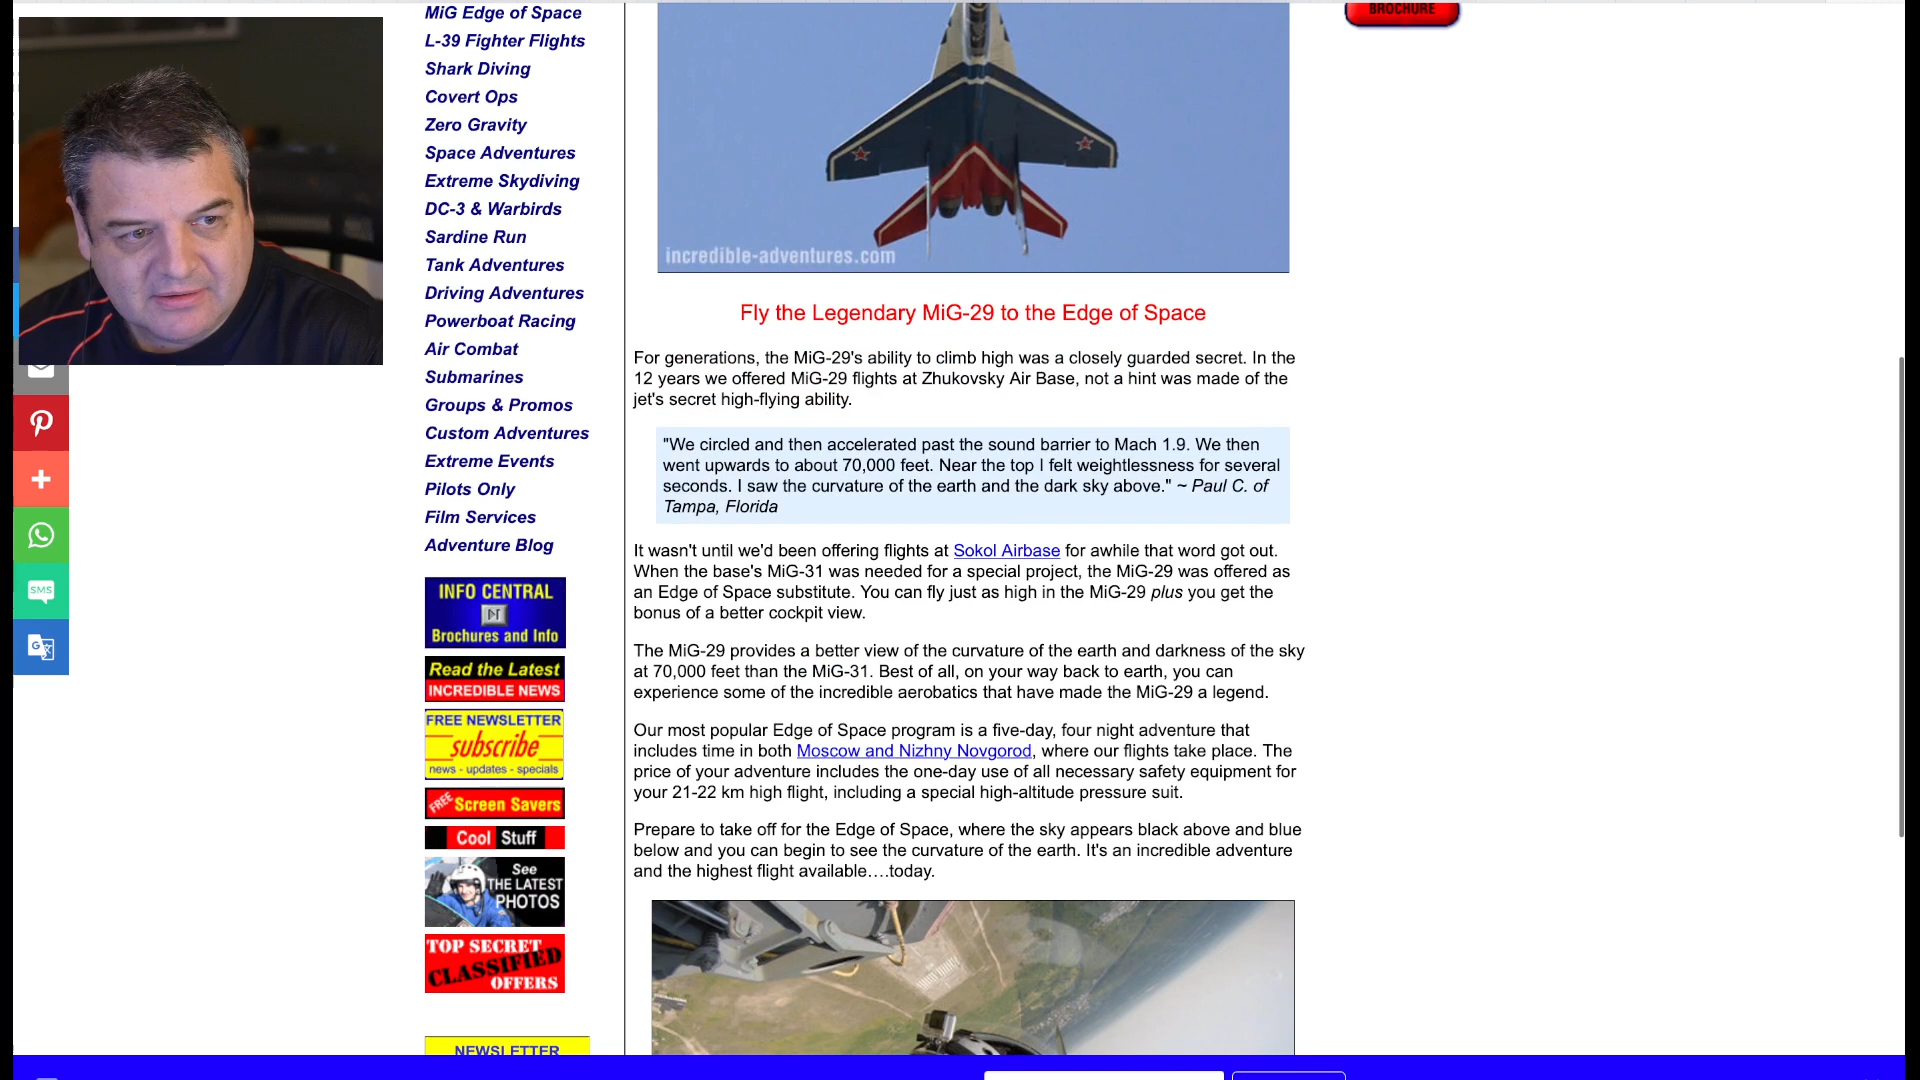 MiG Edge of Space
L-39 Fighter Flights
Shark Diving
Covert Ops
Zero Gravity
Space Adventures
Extreme Skydiving
DC-3 & Warbirds
Sardine Run
Tank Adventures
Driving Adventures
Powerboat Racing
Air Combat
Submarines
Groups & Promos
Custom Adventures
Extreme Events
Pilots Only
Film Services
Adventure Blog
INFO CENTRAL
Brochures and Info
Read the Latest
INCREDIBLE NEWS
FREE NEWSLETTER
subscribe
news - updates - specials
FREE Screen Savers
Cool Stuff
See
THE LATEST
PHOTOS
TOP SECRET
CLASSIFIED
OFFERS
NEWSLETTER
SMS
G
BROCHURE
incredible-adventures.com
Fly the Legendary MiG-29 to the Edge of Space
For generations, the MiG-29's ability to climb high was a closely guarded secret. In the
12 years we offered MiG-29 flights at Zhukovsky Air Base, not a hint was made of the
jet's secret high-flying ability.
"We circled and then accelerated past the sound barrier to Mach 1.9. We then
went upwards to about 70,000 feet. Near the top I felt weightlessness for several
seconds. I saw the curvature of the earth and the dark sky above." ~ Paul C. of
Tampa, Florida
It wasn't until we'd been offering flights at Sokol Airbase for awhile that word got out.
When the base's MiG-31 was needed for a special project, the MiG-29 was offered as
an Edge of Space substitute. You can fly just as high in the MiG-29 plus you get the
bonus of a better cockpit view.
The MiG-29 provides a better view of the curvature of the earth and darkness of the sky
at 70,000 feet than the MiG-31. Best of all, on your way back to earth, you can
experience some of the incredible aerobatics that have made the MiG-29 a legend.
Our most popular Edge of Space program is a five-day, four night adventure that
includes time in both Moscow and Nizhny Novgorod, where our flights take place. The
price of your adventure includes the one-day use of all necessary safety equipment for
your 21-22 km high flight, including a special high-altitude pressure suit.
Prepare to take off for the Edge of Space, where the sky appears black above and blue
below and you can begin to see the curvature of the earth. It's an incredible adventure
and the highest flight available….today.